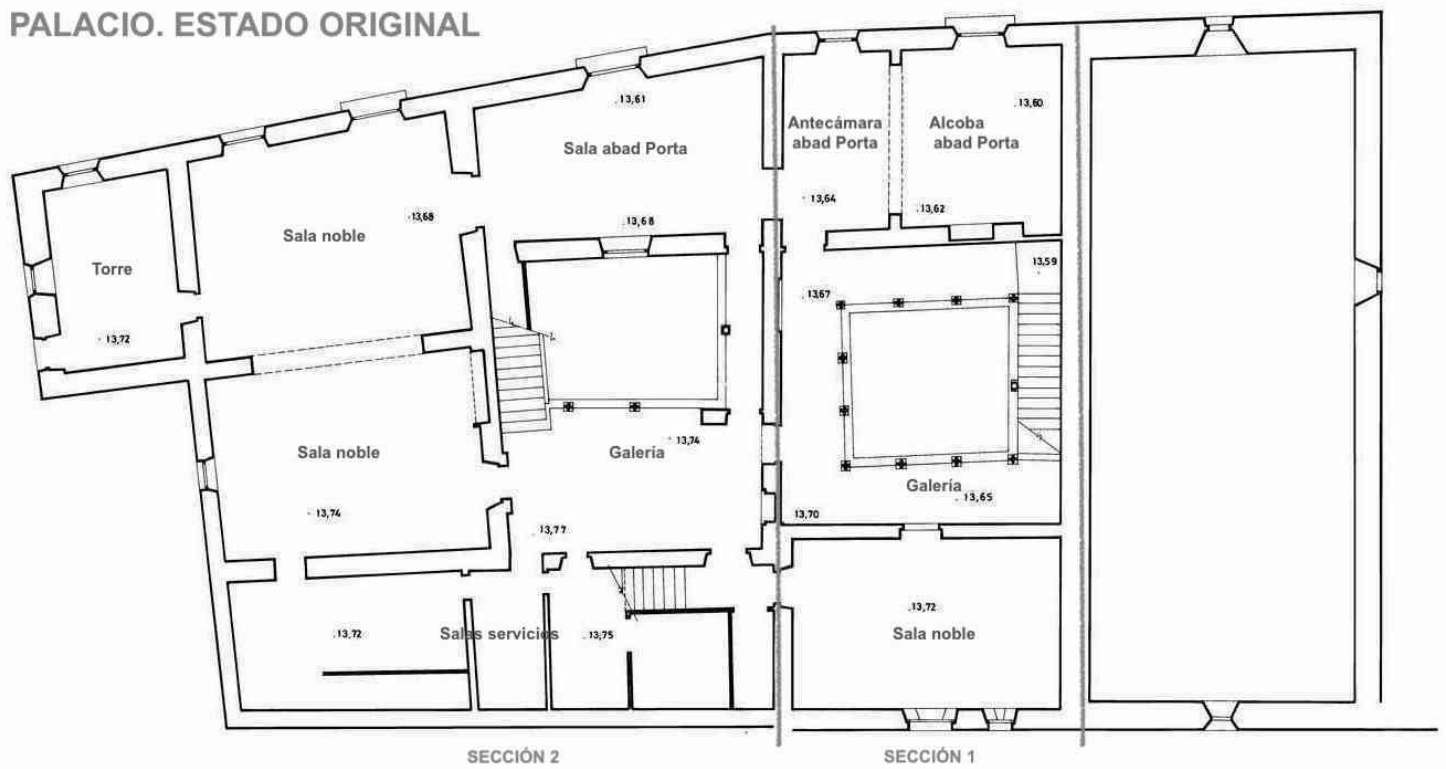 PALACIO. ESTADO ORIGINAL
.13,61
.13,60
Antecámara
abad Porta
Alcoba
abad Porta
Sala abad Porta
· 13,64
.13,62
.13,68
.13,68
Sala noble
13,59
Torre
.13,67
· 13,72
· 13,74
Sala noble
Galería
Galería
.13,65
· 13,74
13,70
.13,77
.13,72
.13,72
Salas servicios
.13,75
Sala noble
SECCIÓN 2
SECCIÓN 1